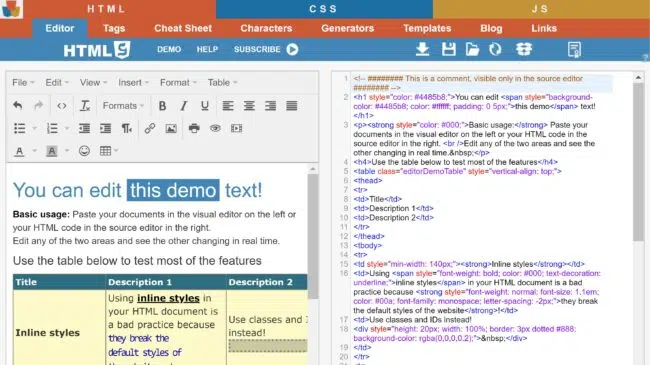 HTML CSS JS
Editor Tags Cheat Sheet Characters Generators Templates Blog Links
HTML5 DEMO HELP SUBSCRIBE
File Edit View Insert Format Table
Formats B I U
A A
You can edit this demo text!
Basic usage: Paste your documents in the visual editor on the left or
your HTML code in the source editor in the right.
Edit any of the two areas and see the other changing in real time.
Use the table below to test most of the features
Title Description 1 Description 2
Inline styles
Using inline styles in
your HTML document is
a bad practice because
they break the
default styles of
Use classes and
instead!
1 <!-- ######## This is a comment, visible only in the source editor
######## -->
2 <h1 style="color: #4485b8;">You can edit <span style="background-
color: #4485b8; color: #ffffff; padding: 0 5px;">this demo</span> text!
</h1>
3 <p><strong style="color: #000;">Basic usage:</strong> Paste your
documents in the visual editor on the left or your HTML code in the
source editor in the right. <br />Edit any of the two areas and see the
other changing in real time.&nbsp;</p>
4 <h4>Use the table below to test most of the features</h4>
5 <table class="editorDemoTable" style="vertical-align: top;">
6 <thead>
7 <tr>
8 <td>Title</td>
9 <td>Description 1</td>
10 <td>Description 2</td>
11 </tr>
12 </thead>
13 <tbody>
14 <tr>
15 <td style="min-width: 140px;"><strong>Inline styles</strong></td>
16 <td>Using <span style="font-weight: bold; color: #000; text-decoration:
underline;">inline styles</span> in your HTML document is a bad
practice because <strong style="font-weight: normal; font-size: 1.1em;
color: #00a; font-family: monospace; letter-spacing: -2px;">they break
the default styles of the website</strong>!</td>
17 <td>Use classes and IDs instead!
18 <div style="height: 20px; width: 100%; border: 3px dotted #888;
background-color: rgba(0,0,0,0.2);">&nbsp;</div>
19 </td>
20 </tr>
21 <tr>